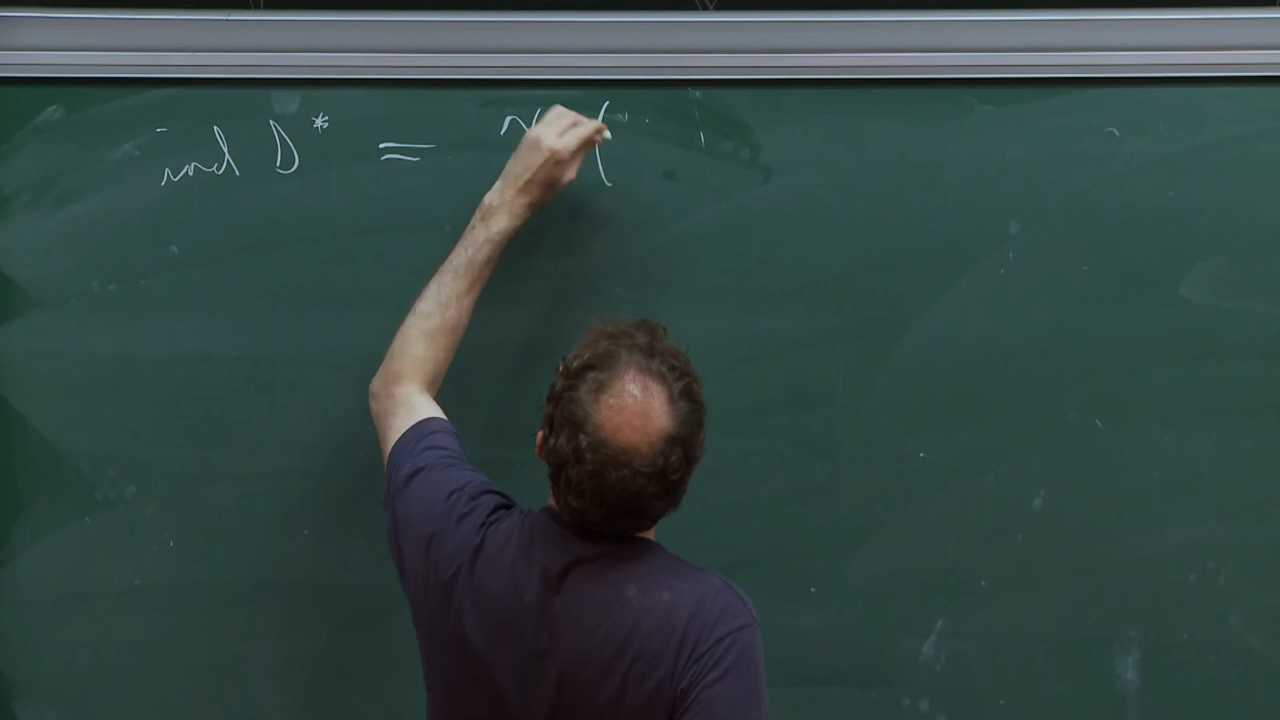 ind D* = n (